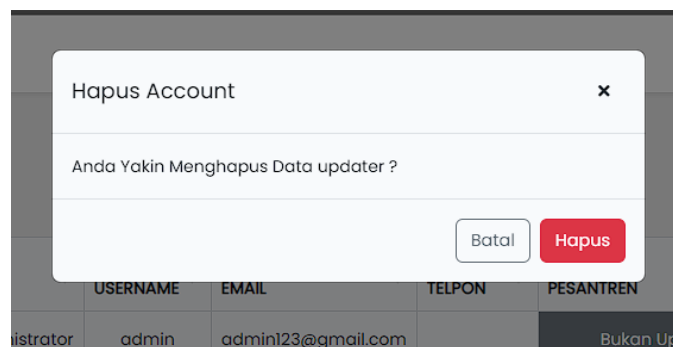 Hapus Account
Anda Yakin Menghapus Data updater ?
Batal Hapus
USERNAME EMAIL TELPON PESANTREN
istrator admin admin123@gmail.com Bukan Up